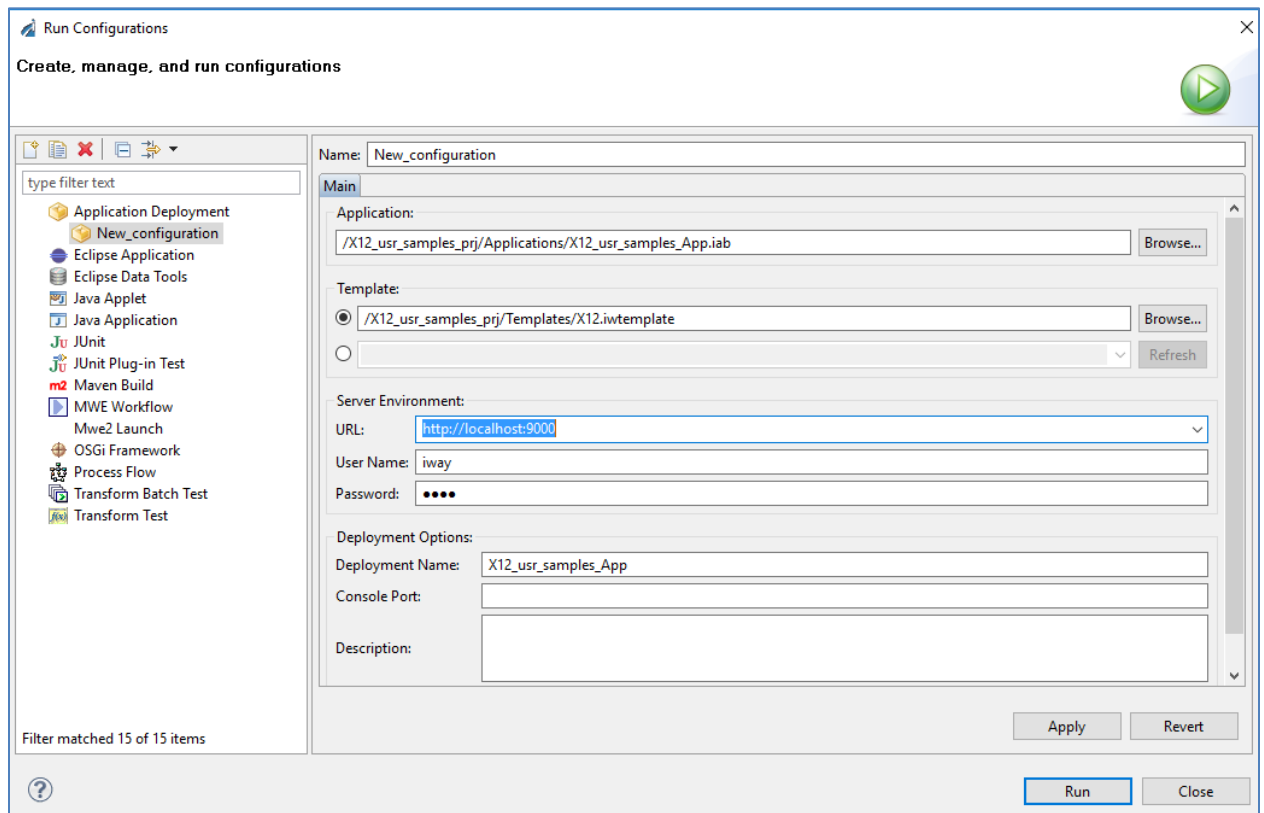 Run Configurations
Create, manage, and run configurations
type filter text
Application Deployment
New_configuration
Eclipse Application
Eclipse Data Tools
Java Applet
Java Application
JUnit
JUnit Plug-in Test
m2 Maven Build
MWE Workflow
Mwe2 Launch
OSGi Framework
Process Flow
Transform Batch Test
Transform Test
Filter matched 15 of 15 items
Name: New_configuration
Main
Application:
/X12_usr_samples_prj/Applications/X12_usr_samples_App.iab Browse...
Template:
/X12_usr_samples_prj/Templates/X12.iwtemplate Browse...
Refresh
Server Environment:
URL: http://localhost:9000
User Name: iway
Password: ••••
Deployment Options:
Deployment Name: X12_usr_samples_App
Console Port:
Description:
Apply Revert
? Run Close